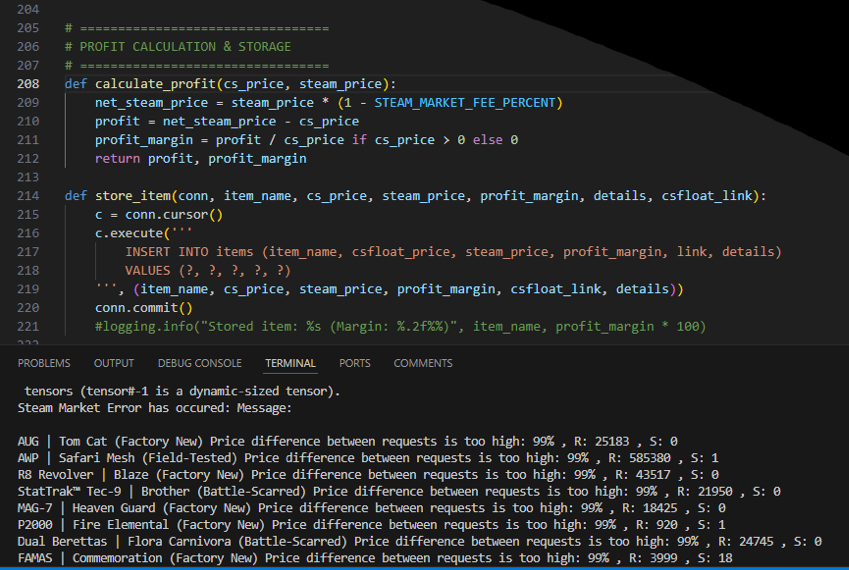 204
205 # =================================
206 # PROFIT CALCULATION & STORAGE
207 # =================================
208 def calculate_profit(cs_price, steam_price):
209     net_steam_price = steam_price * (1 - STEAM_MARKET_FEE_PERCENT)
210     profit = net_steam_price - cs_price
211     profit_margin = profit / cs_price if cs_price > 0 else 0
212     return profit, profit_margin
213
214 def store_item(conn, item_name, cs_price, steam_price, profit_margin, details, csfloat_link):
215     c = conn.cursor()
216     c.execute('''
217         INSERT INTO items (item_name, csfloat_price, steam_price, profit_margin, link, details)
218         VALUES (?, ?, ?, ?, ?)
219     ''', (item_name, cs_price, steam_price, profit_margin, csfloat_link, details))
220     conn.commit()
221     #logging.info("Stored item: %s (Margin: %.2f%%)", item_name, profit_margin * 100)
PROBLEMS OUTPUT DEBUG CONSOLE TERMINAL PORTS COMMENTS
tensors (tensor#-1 is a dynamic-sized tensor).
Steam Market Error has occured: Message:
AUG | Tom Cat (Factory New) Price difference between requests is too high: 99% , R: 25183 , S: 0
AWP | Safari Mesh (Field-Tested) Price difference between requests is too high: 99% , R: 585380 , S: 1
R8 Revolver | Blaze (Factory New) Price difference between requests is too high: 99% , R: 43517 , S: 0
StatTrak™ Tec-9 | Brother (Battle-Scarred) Price difference between requests is too high: 99% , R: 21950 , S: 0
MAG-7 | Heaven Guard (Factory New) Price difference between requests is too high: 99% , R: 18425 , S: 0
P2000 | Fire Elemental (Factory New) Price difference between requests is too high: 99% , R: 920 , S: 1
Dual Berettas | Flora Carnivora (Battle-Scarred) Price difference between requests is too high: 99% , R: 24745 , S: 0
FAMAS | Commemoration (Factory New) Price difference between requests is too high: 99% , R: 3999 , S: 18